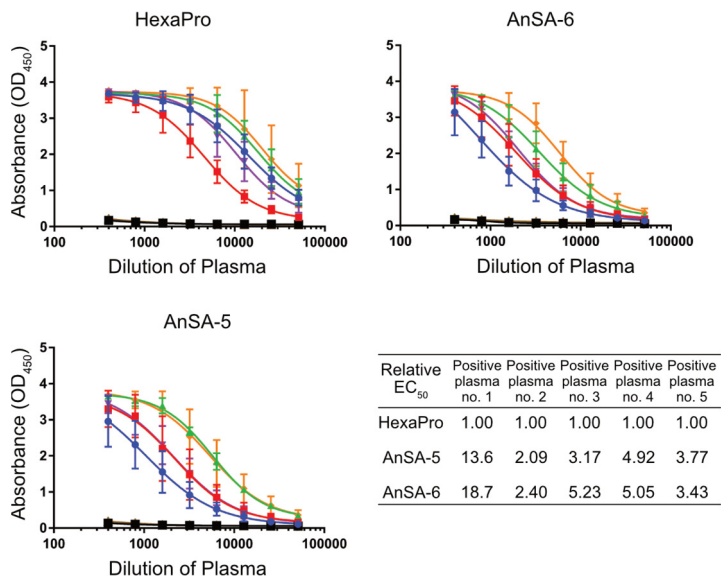 HexaPro
Absorbance (OD450)
5
4
3
2
1
0
100 1000 10000 100000
Dilution of Plasma
AnSA-6
Absorbance (OD450)
5
4
3
2
1
0
100 1000 10000 100000
Dilution of Plasma
AnSA-5
Absorbance (OD450)
5
4
3
2
1
0
100 1000 10000 100000
Dilution of Plasma
Relative EC50 Positive plasma no. 1 Positive plasma no. 2 Positive plasma no. 3 Positive plasma no. 4 Positive plasma no. 5
HexaPro 1.00 1.00 1.00 1.00 1.00
AnSA-5 13.6 2.09 3.17 4.92 3.77
AnSA-6 18.7 2.40 5.23 5.05 3.43